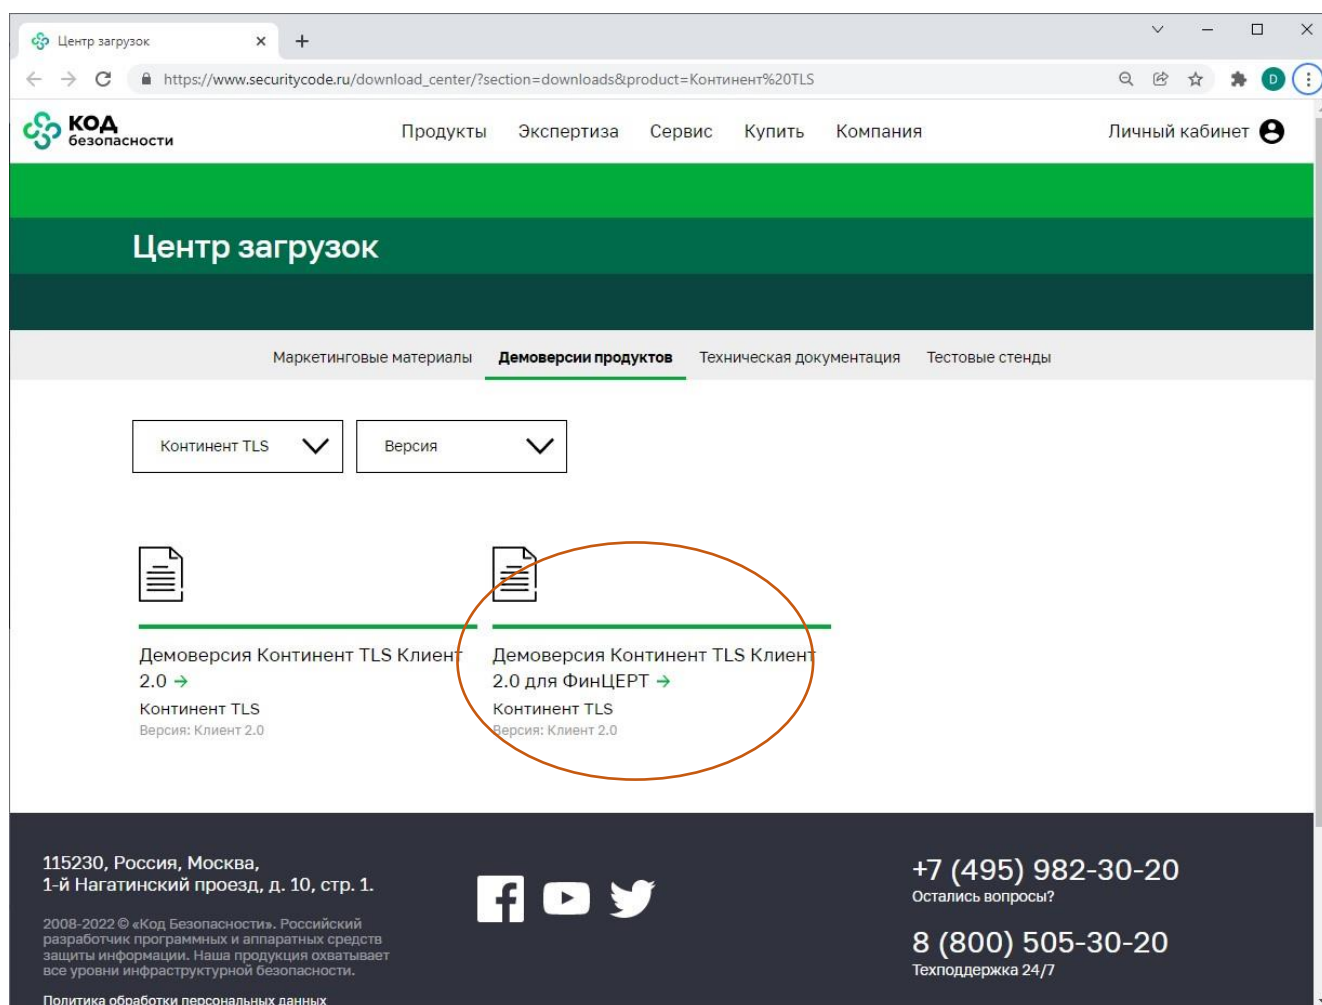 Центр загрузок
https://www.securitycode.ru/download_center/?section=downloads&product=Континент%20TLS
D
КОД
безопасности
Продукты Экспертиза Сервис Купить Компания
Личный кабинет
Центр загрузок
Маркетинговые материалы Демоверсии продуктов Техническая документация Тестовые стенды
Континент TLS
Версия
Демоверсия Континент TLS Клиент
2.0 →
Континент TLS
Версия: Клиент 2.0
Демоверсия Континент TLS Клиент
2.0 для ФинЦЕРТ →
Континент TLS
Версия: Клиент 2.0
115230, Россия, Москва,
1-й Нагатинский проезд, д. 10, стр. 1.
2008-2022 © «Код Безопасности». Российский
разработчик программных и аппаратных средств
защиты информации. Наша продукция охватывает
все уровни инфраструктурной безопасности.
Политика обработки персональных данных
+7 (495) 982-30-20
Остались вопросы?
8 (800) 505-30-20
Техподдержка 24/7